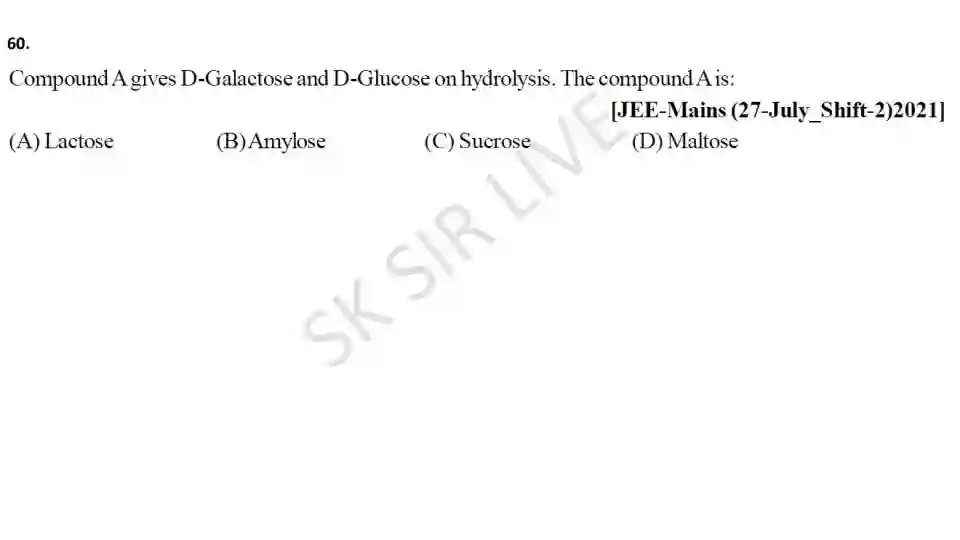 60.
Compound A gives D-Galactose and D-Glucose on hydrolysis. The compound A is:
[JEE-Mains (27-July_Shift-2)2021]
(A) Lactose (B) Amylose (C) Sucrose (D) Maltose
SK SIR LIVE